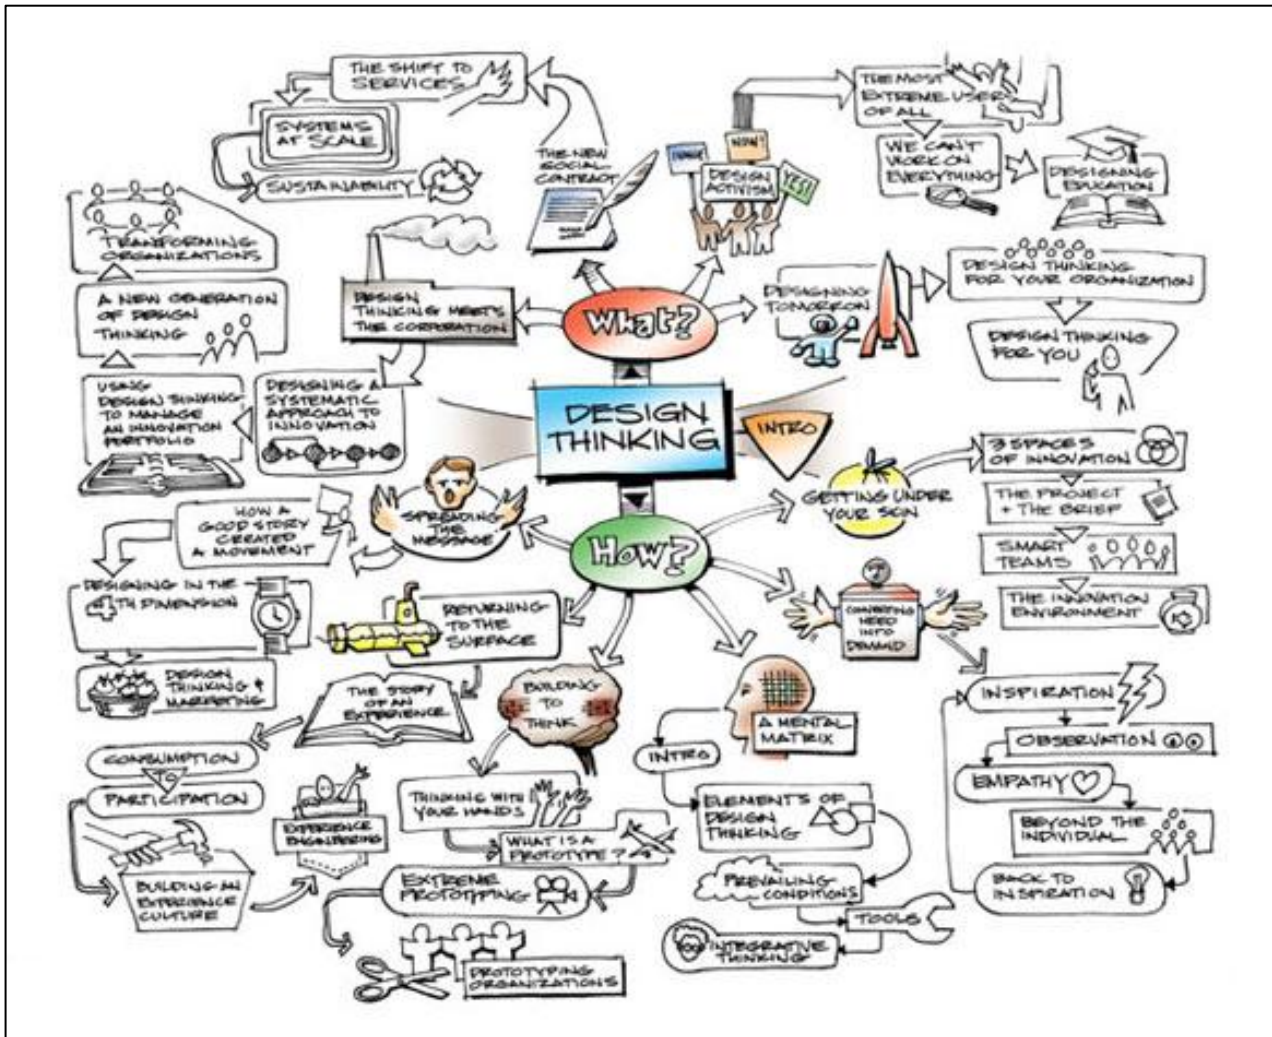 DESIGN
THINKING
INTRO
What?
THE NEW
SOCIAL
CONTRACT
THE SHIFT TO
SERVICES
SYSTEMS
AT SCALE
SUSTAINABILITY
DESIGN
ACTIVISM
NOW!
YES!
THE MOST
EXTREME USER
OF ALL
WE CAN'T
WORK ON
EVERYTHING
DESIGNING
EDUCATION
DESIGNING
TOMORROW
DESIGN THINKING
FOR YOUR ORGANIZATION
DESIGN THINKING
FOR YOU
DESIGN
THINKING MEETS
THE CORPORATION
DESIGNING A
SYSTEMATIC
APPROACH TO
INNOVATION
USING
DESIGN THINKING
TO MANAGE
AN INNOVATION
PORTFOLIO
A NEW GENERATION
OF DESIGN
THINKING
TRANSFORMING
ORGANIZATIONS
How?
GETTING UNDER
YOUR SKIN
3 SPACES
OF INNOVATION
THE PROJECT
+ THE BRIEF
SMART
TEAMS
THE INNOVATION
ENVIRONMENT
CONVERTING
NEED
INTO
DEMAND
INSPIRATION
OBSERVATION
EMPATHY
BEYOND THE
INDIVIDUAL
BACK TO
INSPIRATION
A MENTAL
MATRIX
INTRO
ELEMENTS OF
DESIGN
THINKING
PREVAILING
CONDITIONS
TOOLS
INTEGRATIVE
THINKING
BUILDING
TO
THINK
THINKING WITH
YOUR HANDS
WHAT IS A
PROTOTYPE?
EXTREME
PROTOTYPING
PROTOTYPING
ORGANIZATIONS
RETURNING
TO THE
SURFACE
THE STORY
OF AN
EXPERIENCE
CONSUMPTION
TO
PARTICIPATION
BUILDING AN
EXPERIENCE
CULTURE
EXPERIENCE
ENGINEERING
SPREADING
THE
MESSAGE
HOW A
GOOD STORY
CREATED
A MOVEMENT
DESIGNING IN THE
4TH DIMENSION
DESIGN
THINKING +
MARKETING